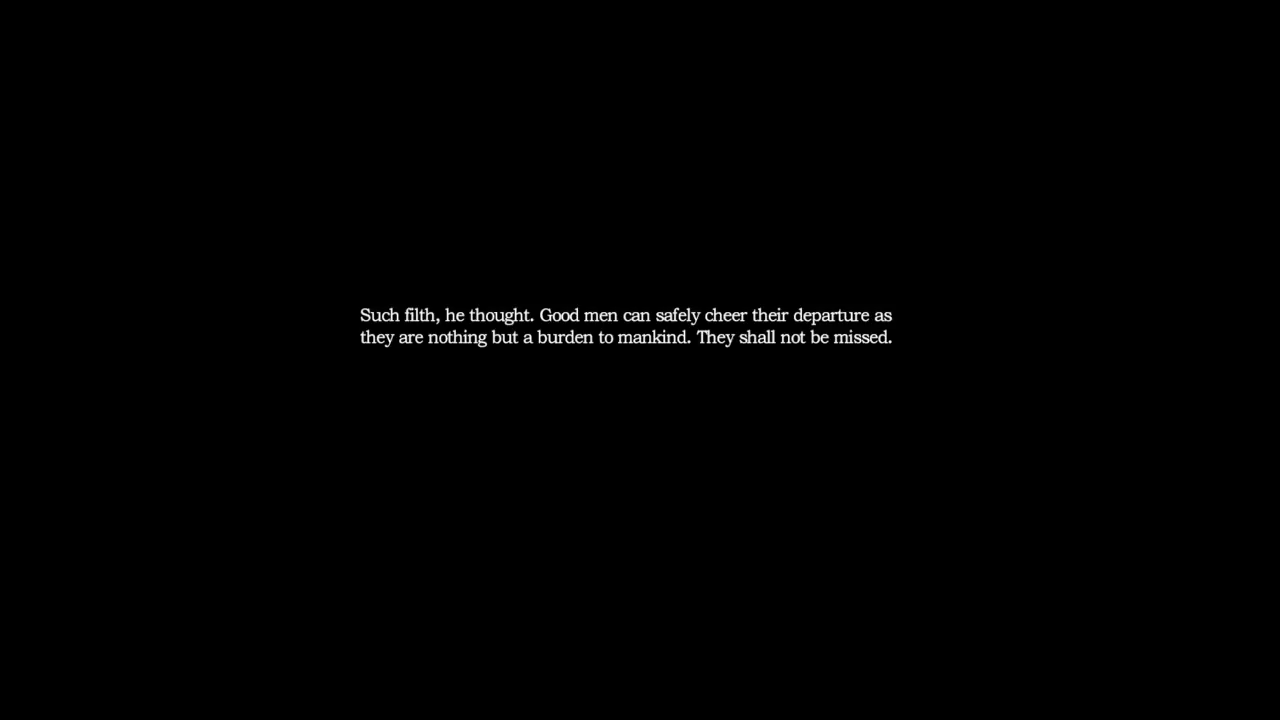 Such filth, he thought. Good men can safely cheer their departure as
they are nothing but a burden to mankind. They shall not be missed.